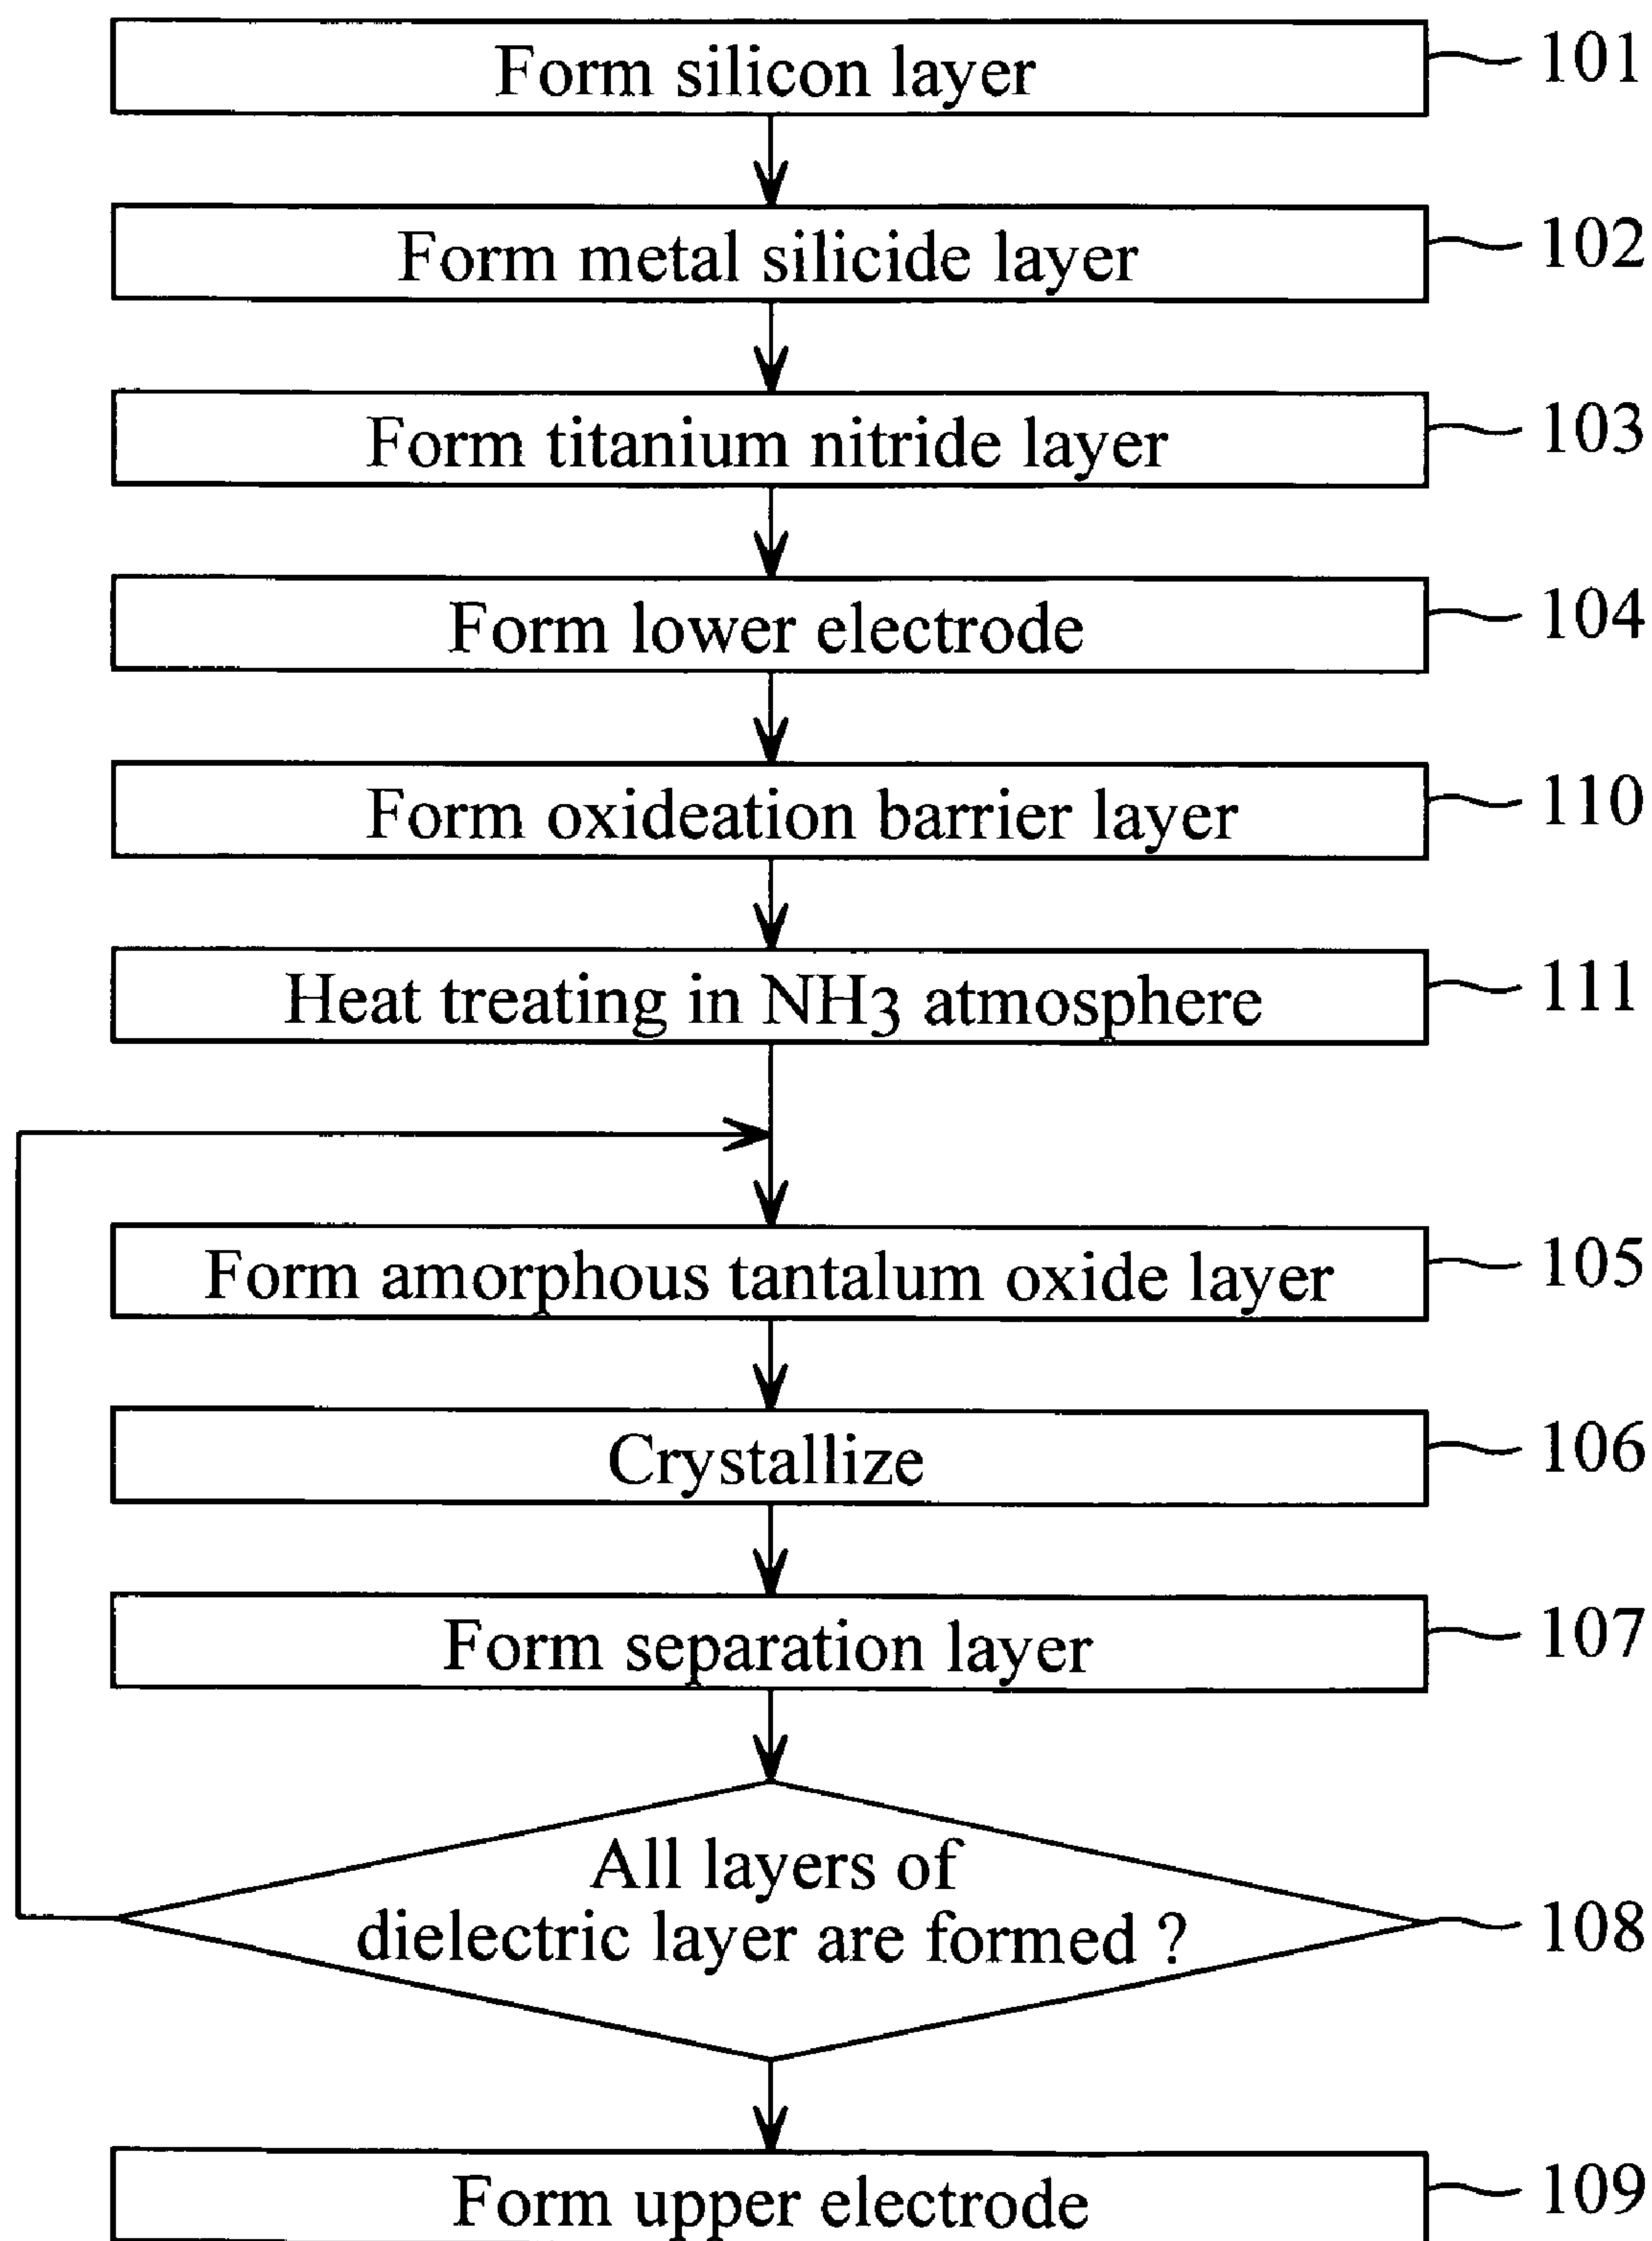 Form silicon layer 101
Form metal silicide layer 102
Form titanium nitride layer 103
Form lower electrode 104
Form oxideation barrier layer 110
Heat treating in NH3 atmosphere 111
Form amorphous tantalum oxide layer 105
Crystallize 106
Form separation layer 107
All layers of
dielectric layer are formed ? 108
Form upper electrode 109